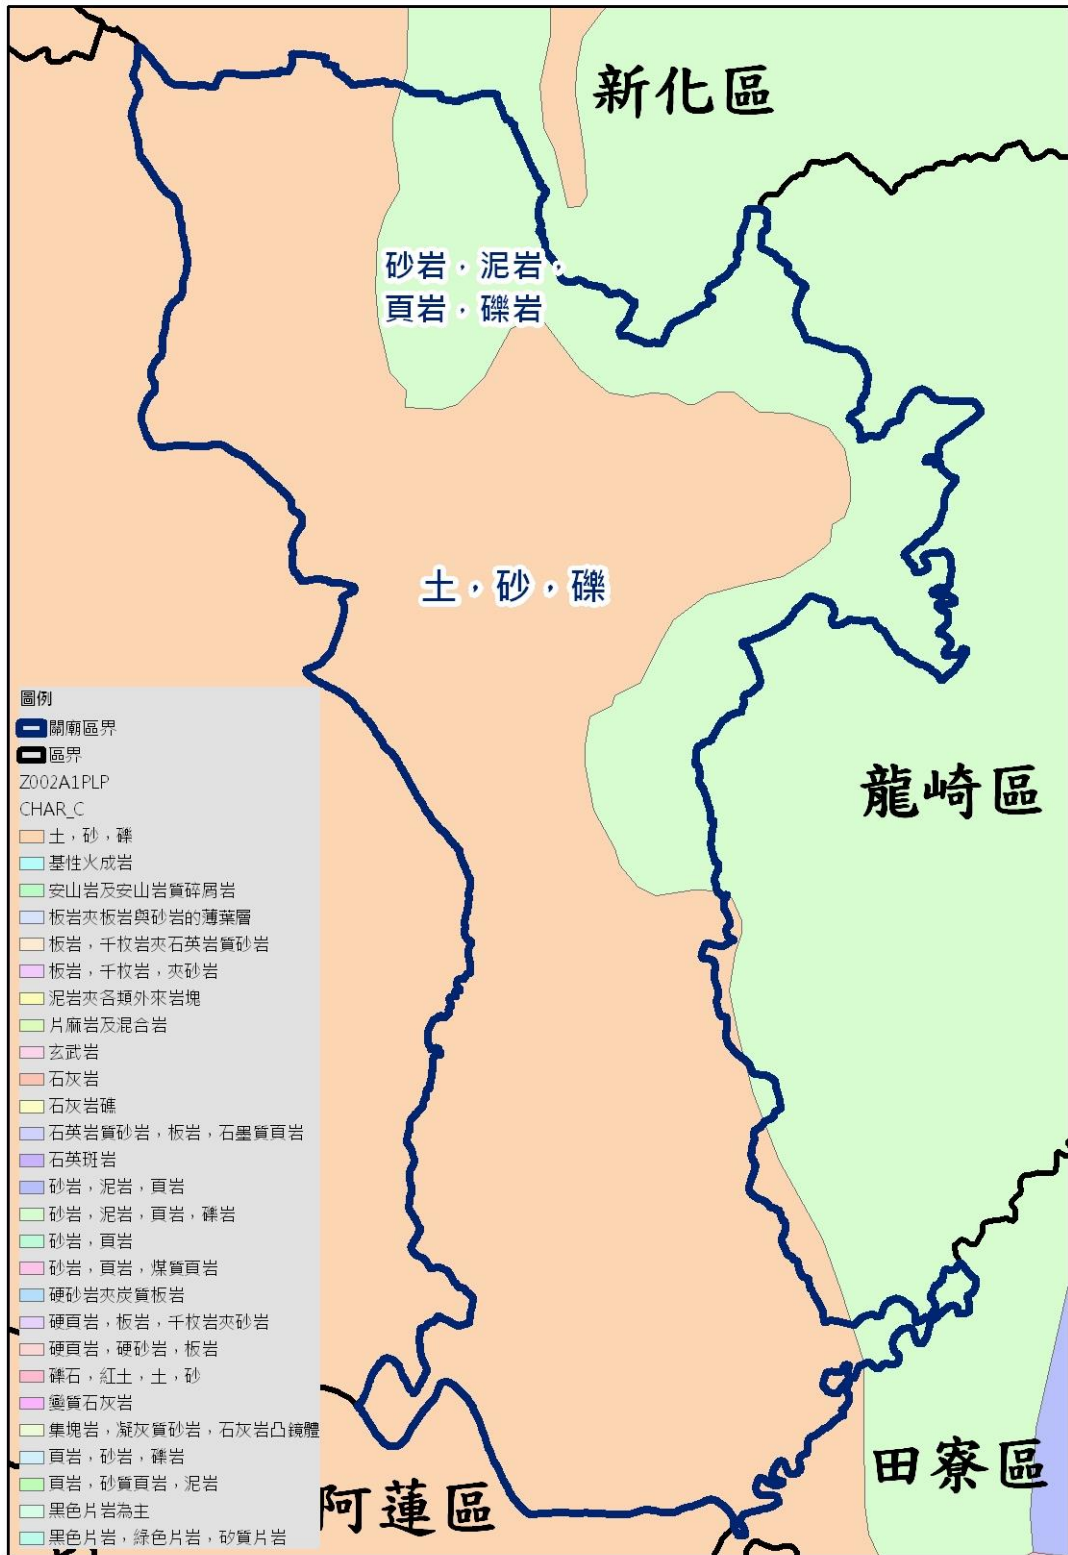 新化區
砂岩，泥岩，
頁岩，礫岩
土，砂，礫
龍崎區
圖例
關廟區界
區界
Z002A1PLP
CHAR_C
土，砂，礫
基性火成岩
安山岩及安山岩質碎屑岩
板岩夾板岩與砂岩的薄葉層
板岩，千枚岩夾石英岩質砂岩
板岩，千枚岩，夾砂岩
泥岩夾各類外來岩塊
片麻岩及混合岩
玄武岩
石灰岩
石灰岩礁
石英岩質砂岩，板岩，石墨質頁岩
石英斑岩
砂岩，泥岩，頁岩
砂岩，泥岩，頁岩，礫岩
砂岩，頁岩
砂岩，頁岩，煤質頁岩
硬砂岩夾炭質板岩
硬頁岩，板岩，千枚岩夾砂岩
硬頁岩，硬砂岩，板岩
礫石，紅土，土，砂
變質石灰岩
集塊岩，凝灰質砂岩，石灰岩凸鏡體
頁岩，砂岩，礫岩
頁岩，砂質頁岩，泥岩
黑色片岩為主
黑色片岩，綠色片岩，矽質片岩
田寮區
阿蓮區